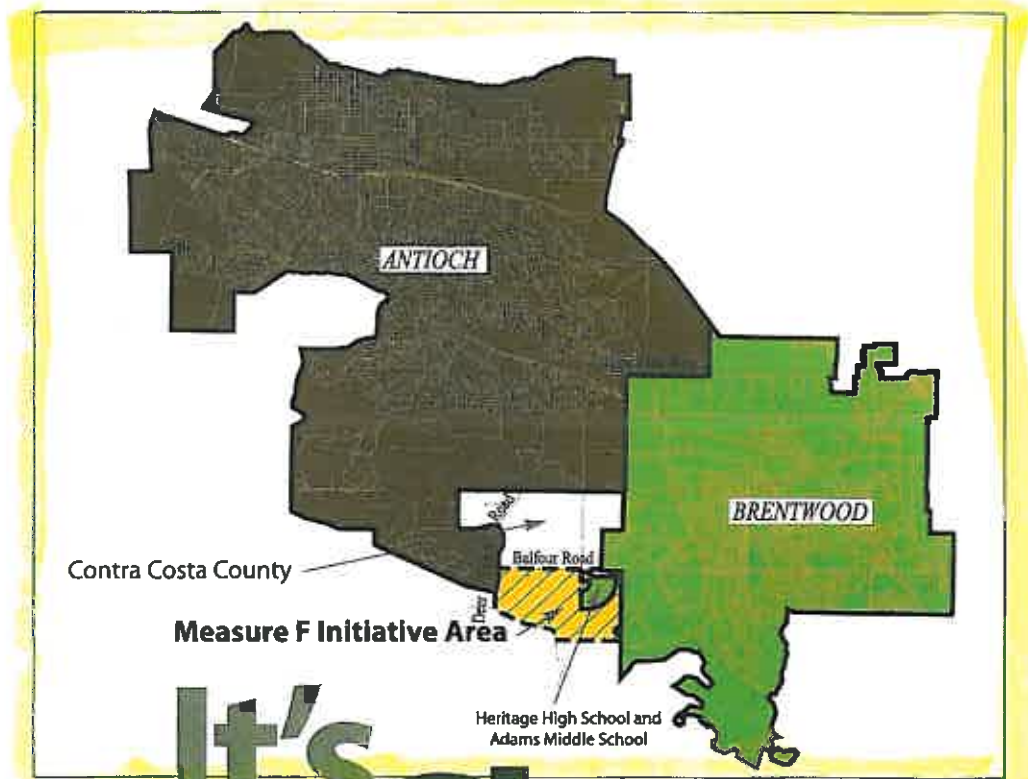 ANTIOCH
BRENTWOOD
Road
Balfour Road
Contra Costa County
Deer
Measure F Initiative Area
Heritage High School and
Adams Middle School
It's